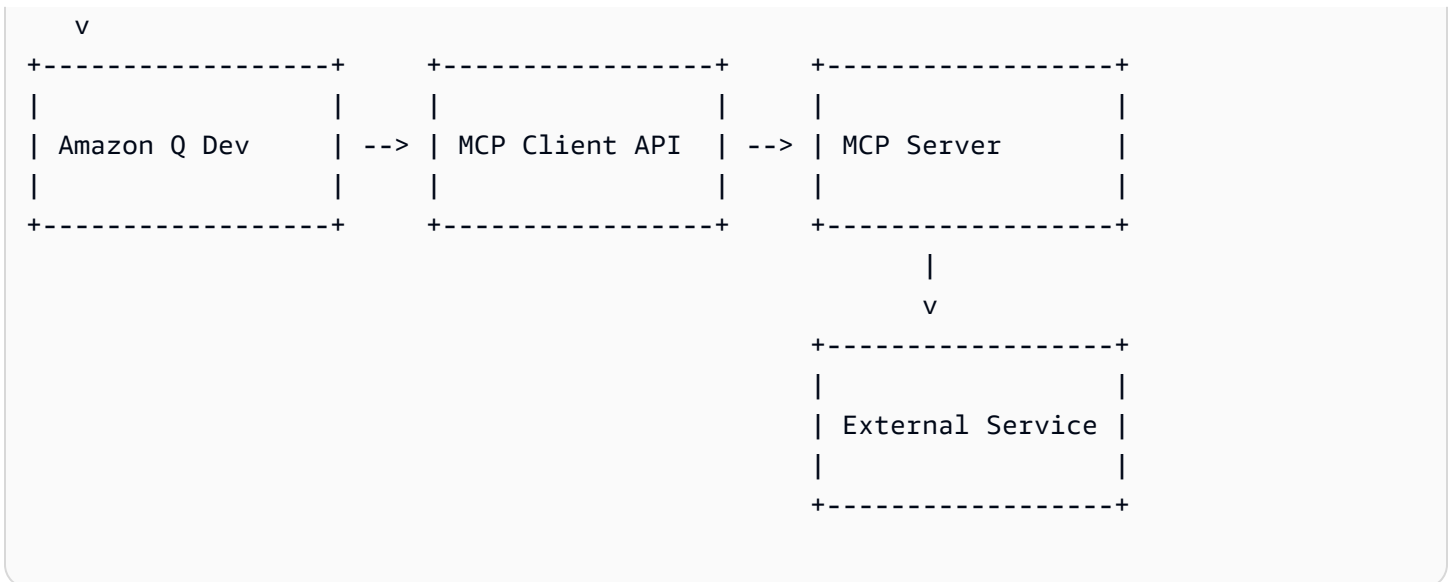 v
+------------------+     +-----------------+     +------------------+
|                  |     |                 |     |                  |
| Amazon Q Dev     | --> | MCP Client API  | --> | MCP Server       |
|                  |     |                 |     |                  |
+------------------+     +-----------------+     +------------------+
                                                        |
                                                        v
                                                 +------------------+
                                                 |                  |
                                                 | External Service |
                                                 |                  |
                                                 +------------------+